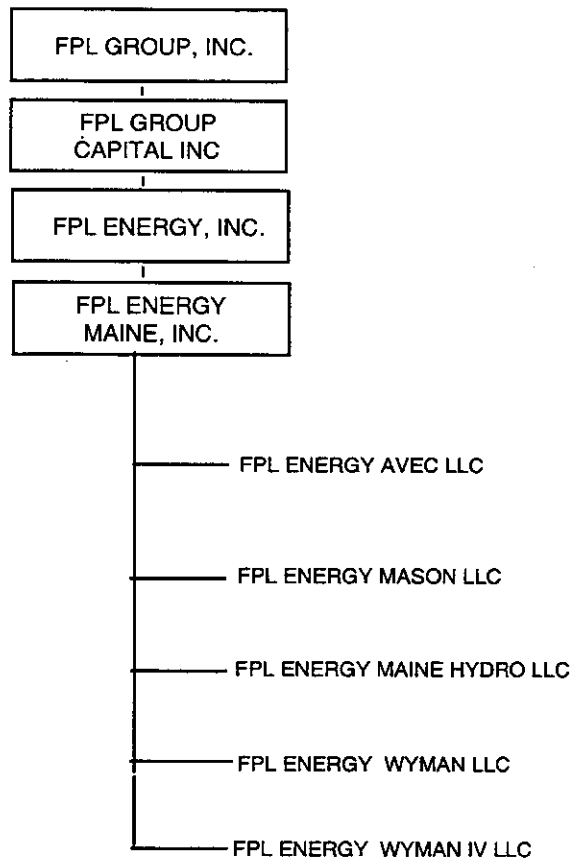 FPL GROUP, INC.
FPL GROUP
CAPITAL INC
FPL ENERGY, INC.
FPL ENERGY
MAINE, INC.
FPL ENERGY AVEC LLC
FPL ENERGY MASON LLC
FPL ENERGY MAINE HYDRO LLC
FPL ENERGY WYMAN LLC
FPL ENERGY WYMAN IV LLC